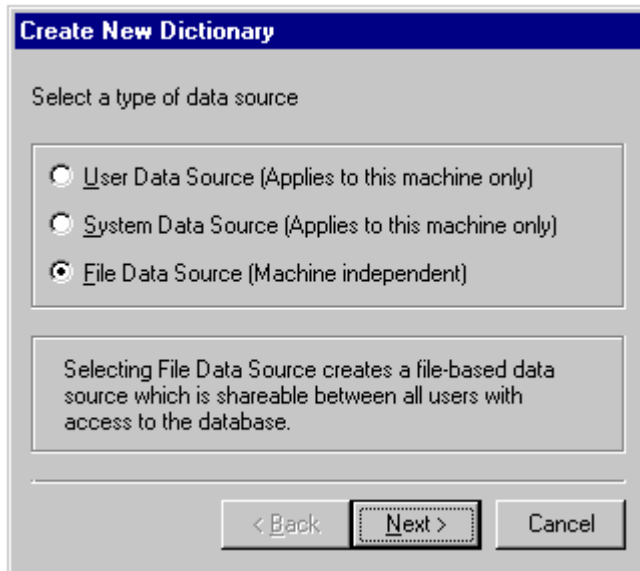 Create New Dictionary
Select a type of data source
User Data Source (Applies to this machine only)
System Data Source (Applies to this machine only)
File Data Source (Machine independent)
Selecting File Data Source creates a file-based data
source which is shareable between all users with
access to the database.
< Back
Next >
Cancel